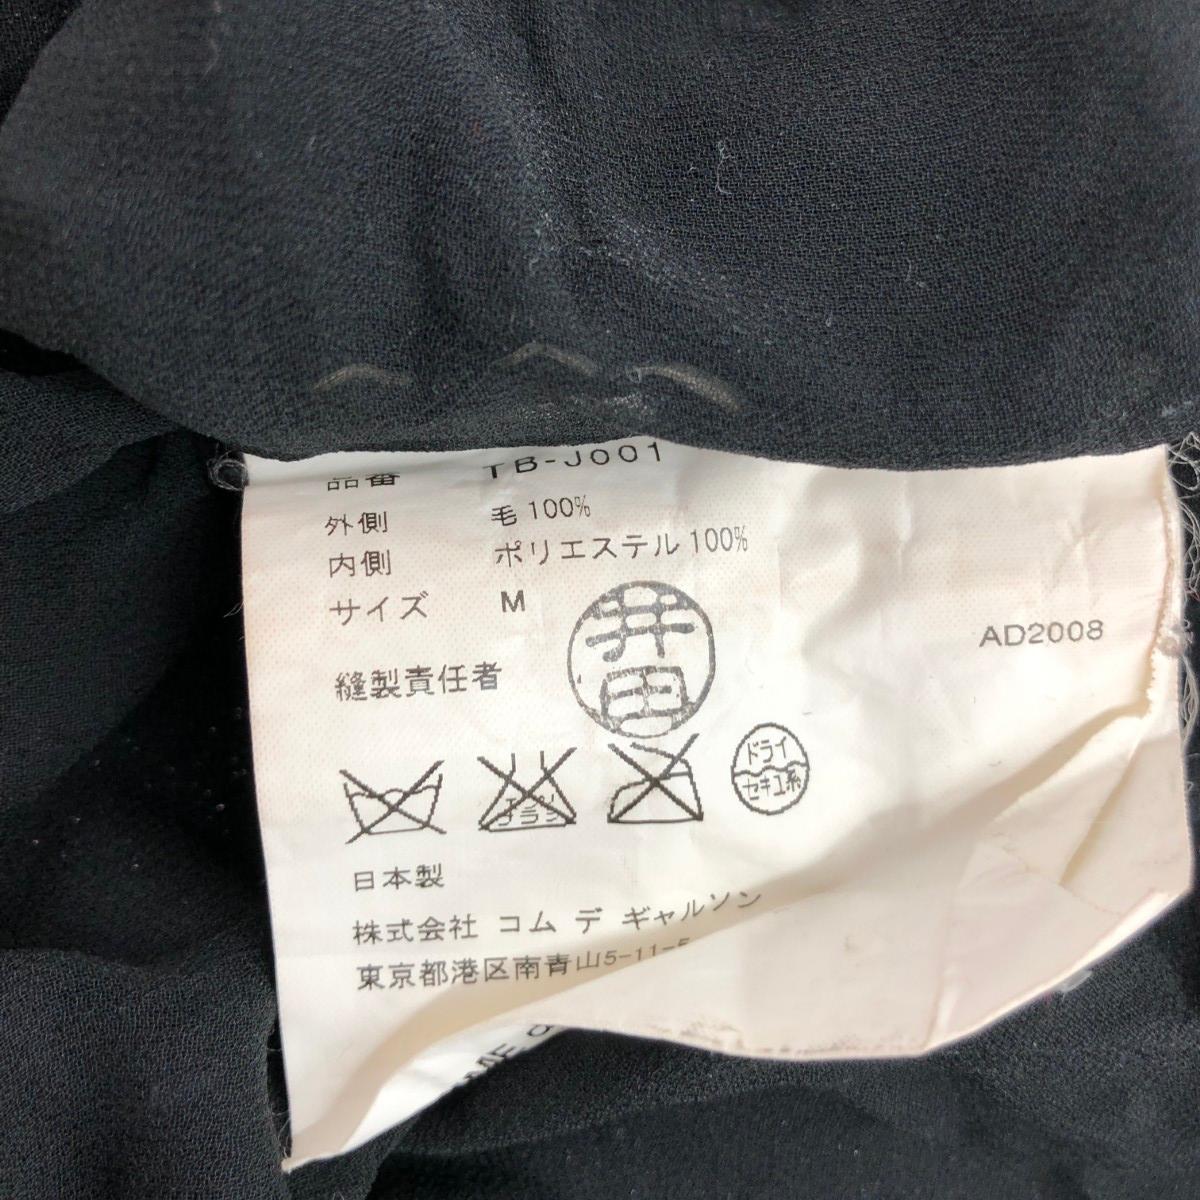 品番 TB-J001
外側 毛 100%
内側 ポリエステル 100%
サイズ M
AD2008
縫製責任者 井田
エンソ
ドライ
セキユ系
日本製
株式会社 コム デ ギャルソン
東京都港区南青山5-11-5